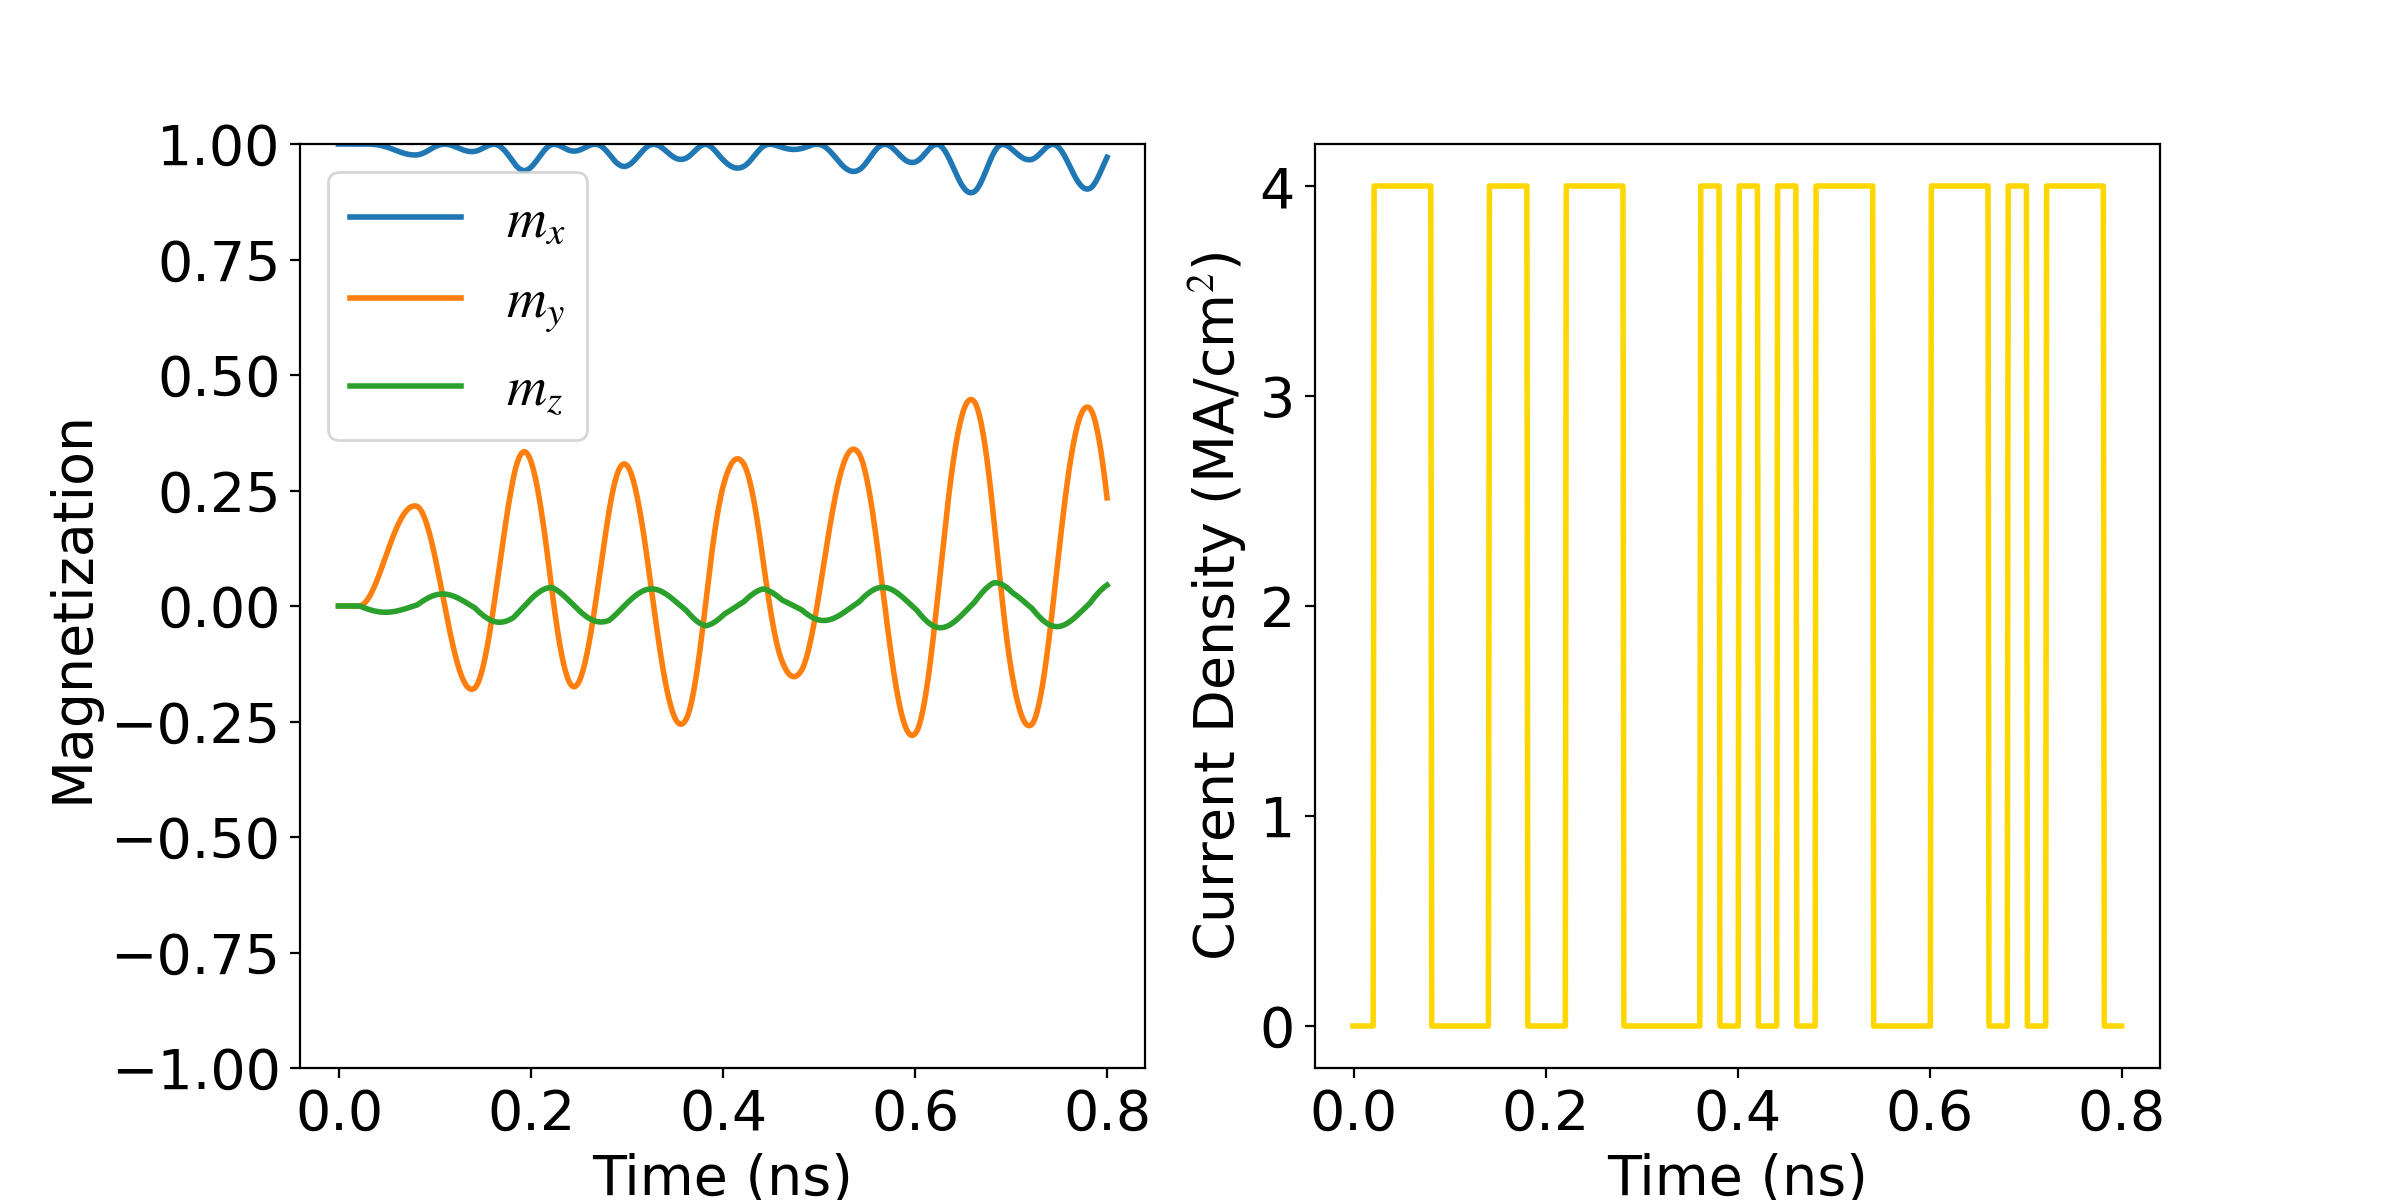 1.00
0.75
0.50
0.25
0.00
−0.25
−0.50
−0.75
−1.00
Magnetization
m_x
m_y
m_z
0.0 0.2 0.4 0.6 0.8
Time (ns)
4
3
2
1
0
Current Density (MA/cm²)
0.0 0.2 0.4 0.6 0.8
Time (ns)